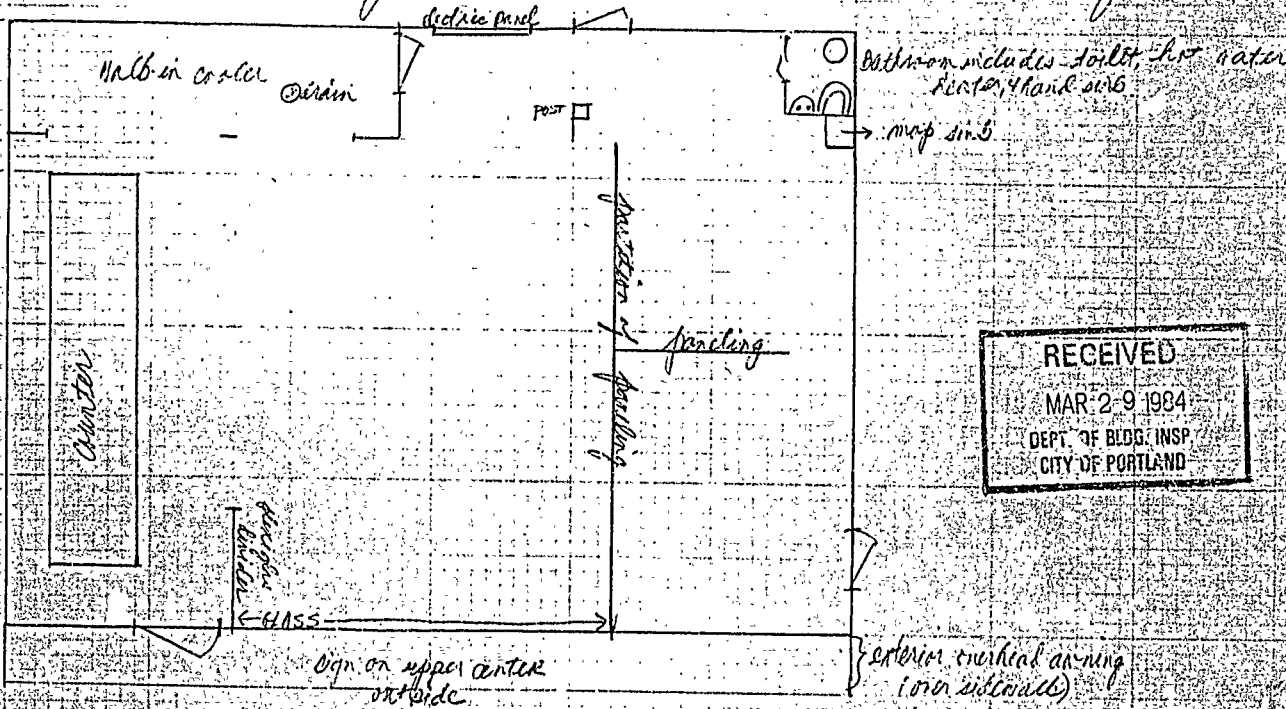 electric panel
Walk-in cooler
drain
POST
Bathroom includes toilet, hot water
heater, & hand sink
mop sink
partition of paneling
paneling
counter
divider
GLASS
sign on upper center
outside
exterior overhead awning
(over sidewalk)
RECEIVED
MAR 29 1984
DEPT. OF BLDG. INSP.
CITY OF PORTLAND